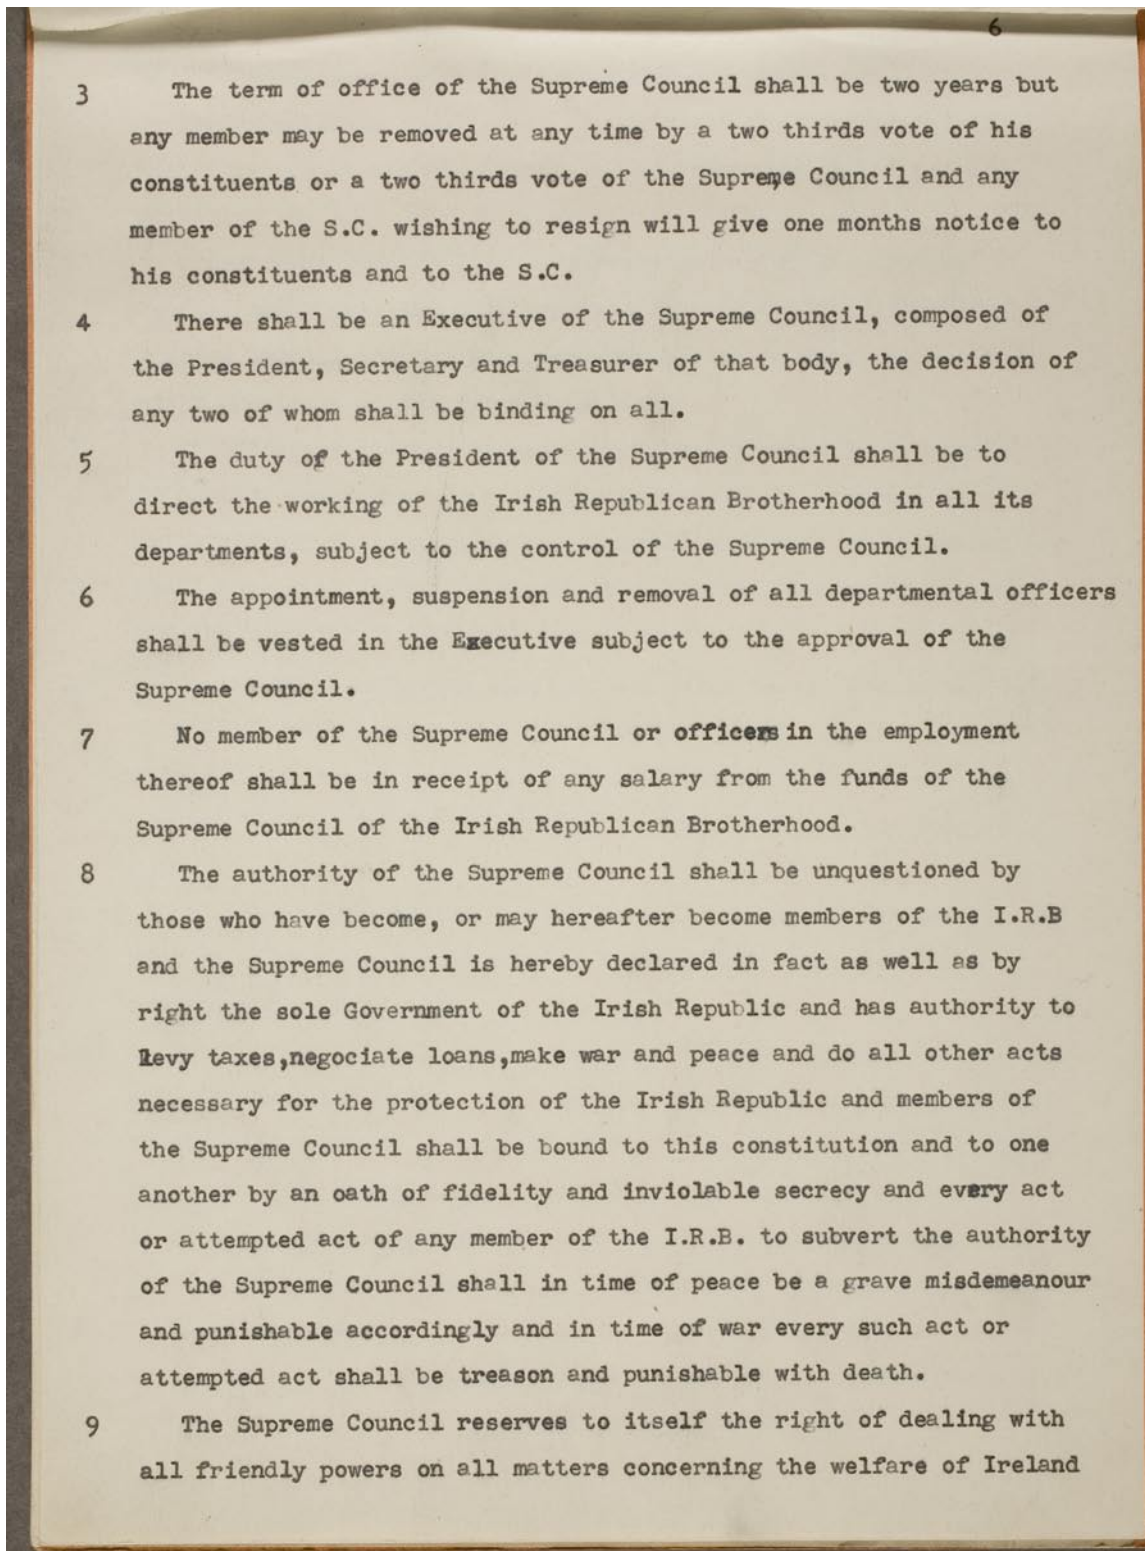 6
3 The term of office of the Supreme Council shall be two years but
any member may be removed at any time by a two thirds vote of his
constituents or a two thirds vote of the Supreme Council and any
member of the S.C. wishing to resign will give one months notice to
his constituents and to the S.C.
4 There shall be an Executive of the Supreme Council, composed of
the President, Secretary and Treasurer of that body, the decision of
any two of whom shall be binding on all.
5 The duty of the President of the Supreme Council shall be to
direct the working of the Irish Republican Brotherhood in all its
departments, subject to the control of the Supreme Council.
6 The appointment, suspension and removal of all departmental officers
shall be vested in the Executive subject to the approval of the
Supreme Council.
7 No member of the Supreme Council or officers in the employment
thereof shall be in receipt of any salary from the funds of the
Supreme Council of the Irish Republican Brotherhood.
8 The authority of the Supreme Council shall be unquestioned by
those who have become, or may hereafter become members of the I.R.B
and the Supreme Council is hereby declared in fact as well as by
right the sole Government of the Irish Republic and has authority to
levy taxes,negociate loans,make war and peace and do all other acts
necessary for the protection of the Irish Republic and members of
the Supreme Council shall be bound to this constitution and to one
another by an oath of fidelity and inviolable secrecy and every act
or attempted act of any member of the I.R.B. to subvert the authority
of the Supreme Council shall in time of peace be a grave misdemeanour
and punishable accordingly and in time of war every such act or
attempted act shall be treason and punishable with death.
9 The Supreme Council reserves to itself the right of dealing with
all friendly powers on all matters concerning the welfare of Ireland